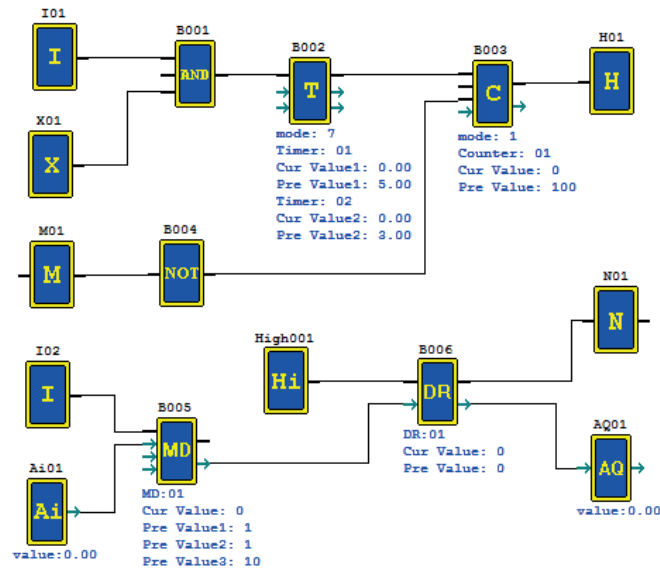 I01
I
B001
AND
B002
T
mode: 7
Timer: 01
Cur Value1: 0.00
Pre Value1: 5.00
Timer: 02
Cur Value2: 0.00
Pre Value2: 3.00
B003
C
mode: 1
Counter: 01
Cur Value: 0
Pre Value: 100
H01
H
X01
X
M01
M
B004
NOT
N01
N
I02
I
High001
Hi
B006
DR
DR:01
Cur Value: 0
Pre Value: 0
B005
MD
MD:01
Cur Value: 0
Pre Value1: 1
Pre Value2: 1
Pre Value3: 10
Ai01
Ai
value:0.00
AQ01
AQ
value:0.00